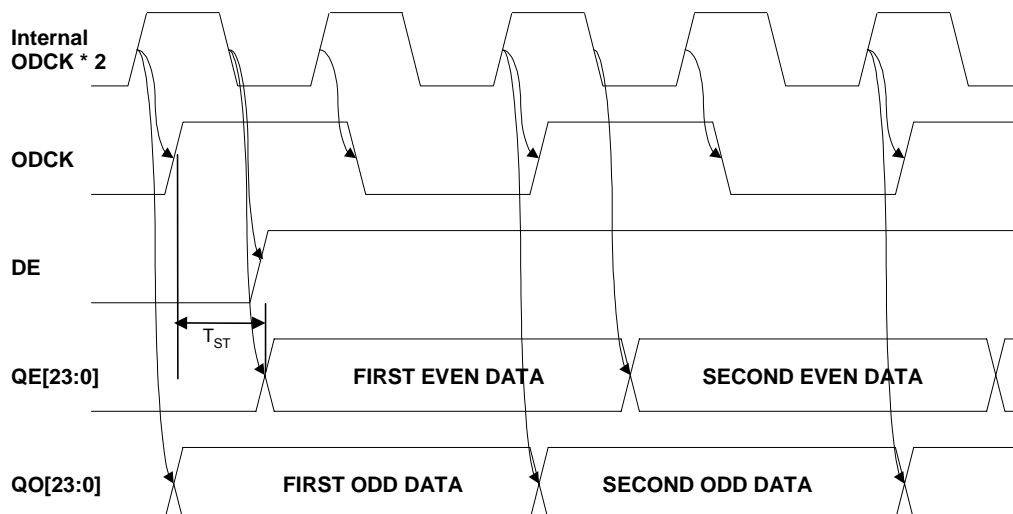 Internal
ODCK * 2
ODCK
DE
T_ST
QE[23:0]
FIRST EVEN DATA
SECOND EVEN DATA
QO[23:0]
FIRST ODD DATA
SECOND ODD DATA